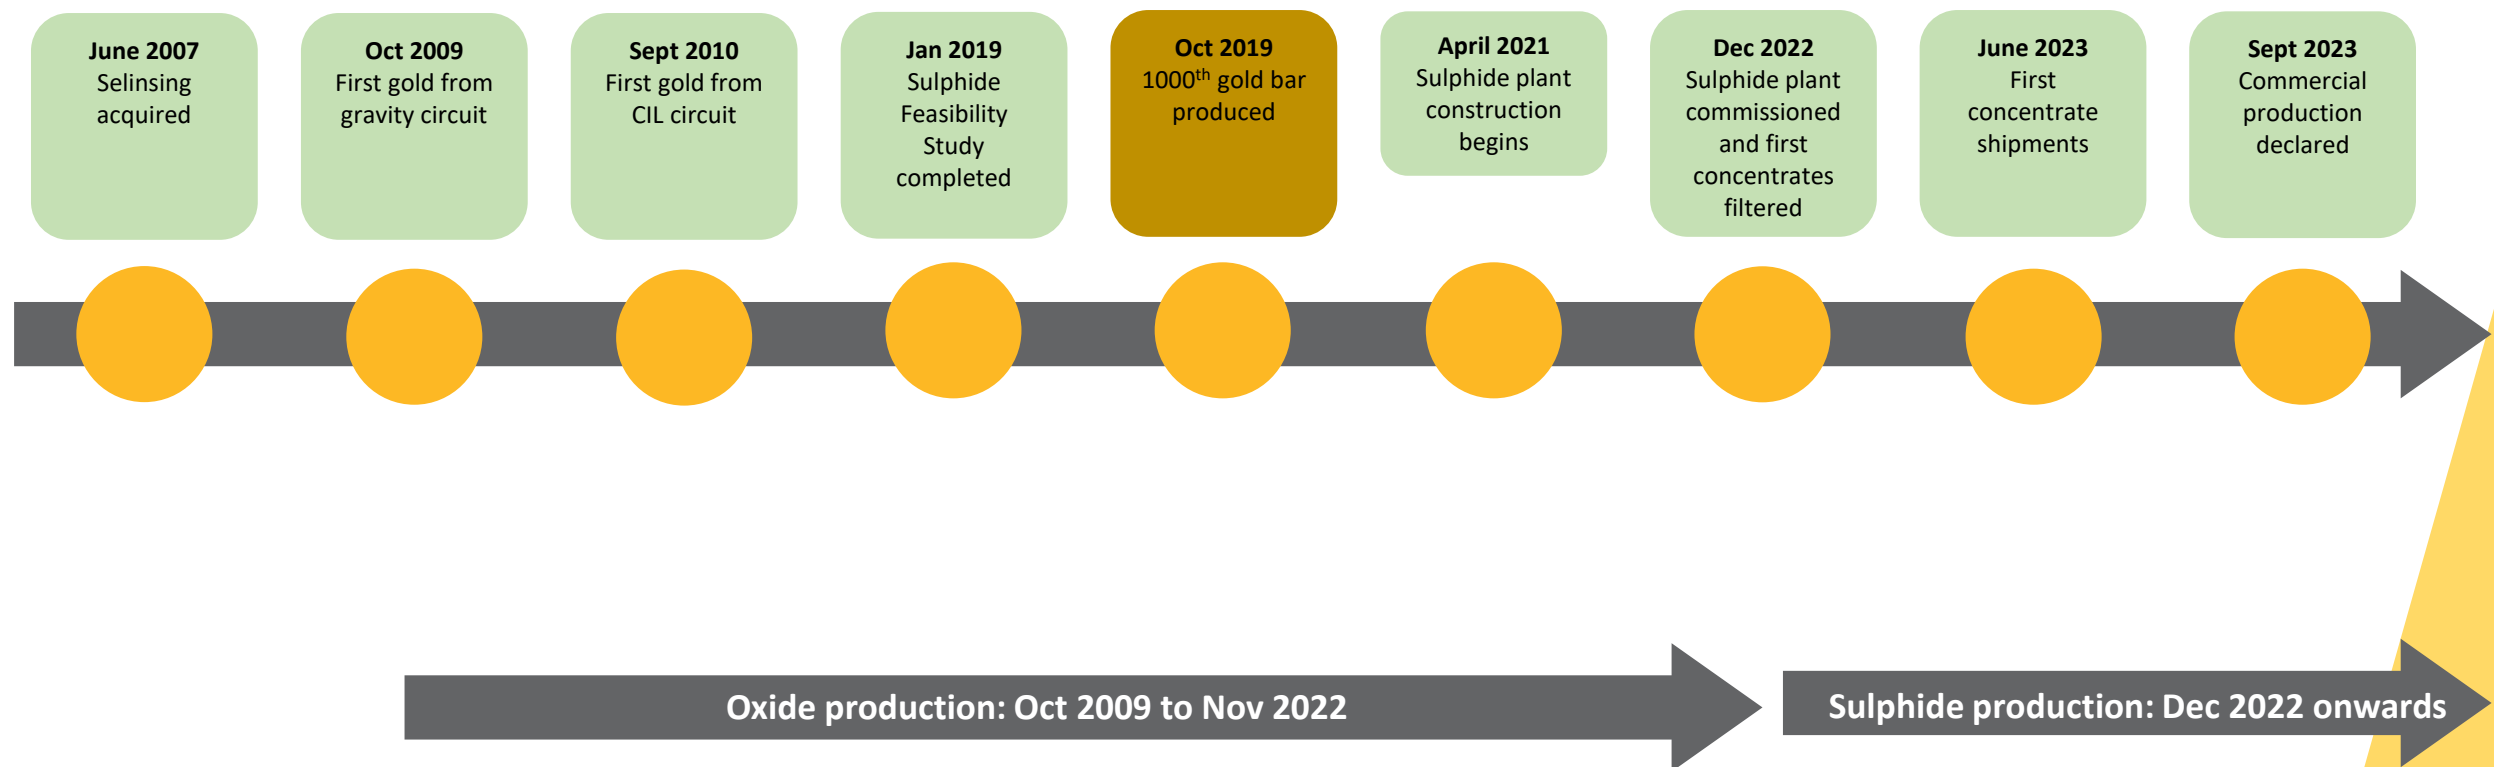 June 2007
Selinsing
acquired
Oct 2009
First gold from
gravity circuit
Sept 2010
First gold from
CIL circuit
Jan 2019
Sulphide
Feasibility
Study
completed
Oct 2019
1000th gold bar
produced
April 2021
Sulphide plant
construction
begins
Dec 2022
Sulphide plant
commissioned
and first
concentrates
filtered
June 2023
First
concentrate
shipments
Sept 2023
Commercial
production
declared
Oxide production: Oct 2009 to Nov 2022
Sulphide production: Dec 2022 onwards